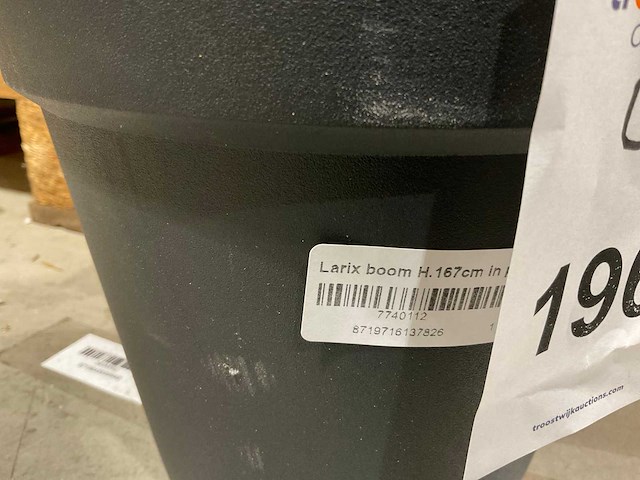 Larix boom H.167cm in
7740112
8719716137826
196
troostwijkauctions.com